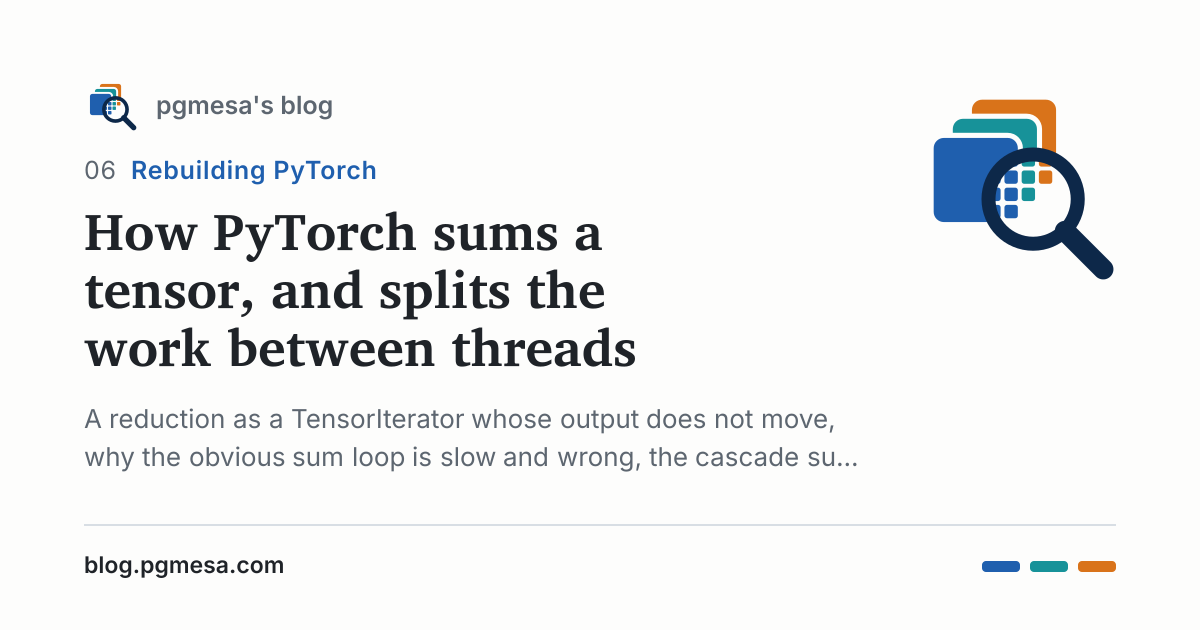 pgmesa's blog
06 Rebuilding PyTorch
How PyTorch sums a
tensor, and splits the
work between threads
A reduction as a TensorIterator whose output does not move,
why the obvious sum loop is slow and wrong, the cascade su...
blog.pgmesa.com